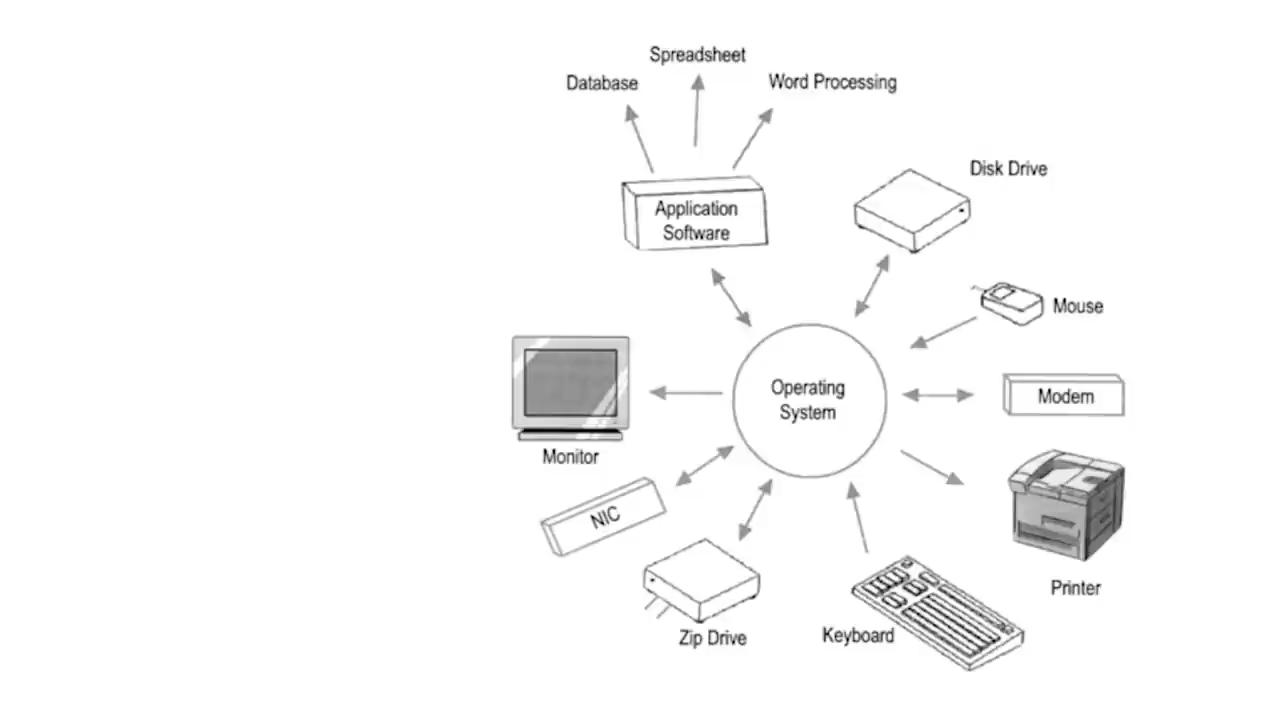 Spreadsheet
Database
Word Processing
Disk Drive
Application
Software
Mouse
Operating
System
Modem
Monitor
NIC
Printer
Zip Drive
Keyboard